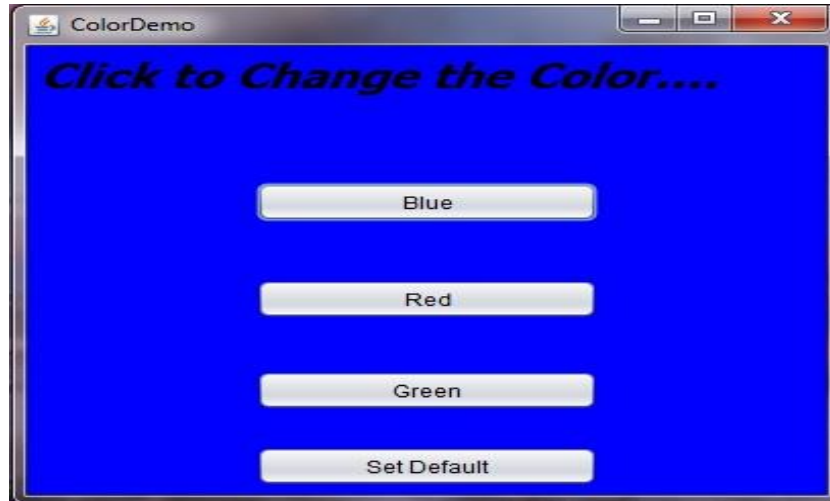 ColorDemo
Click to Change the Color....
Blue
Red
Green
Set Default